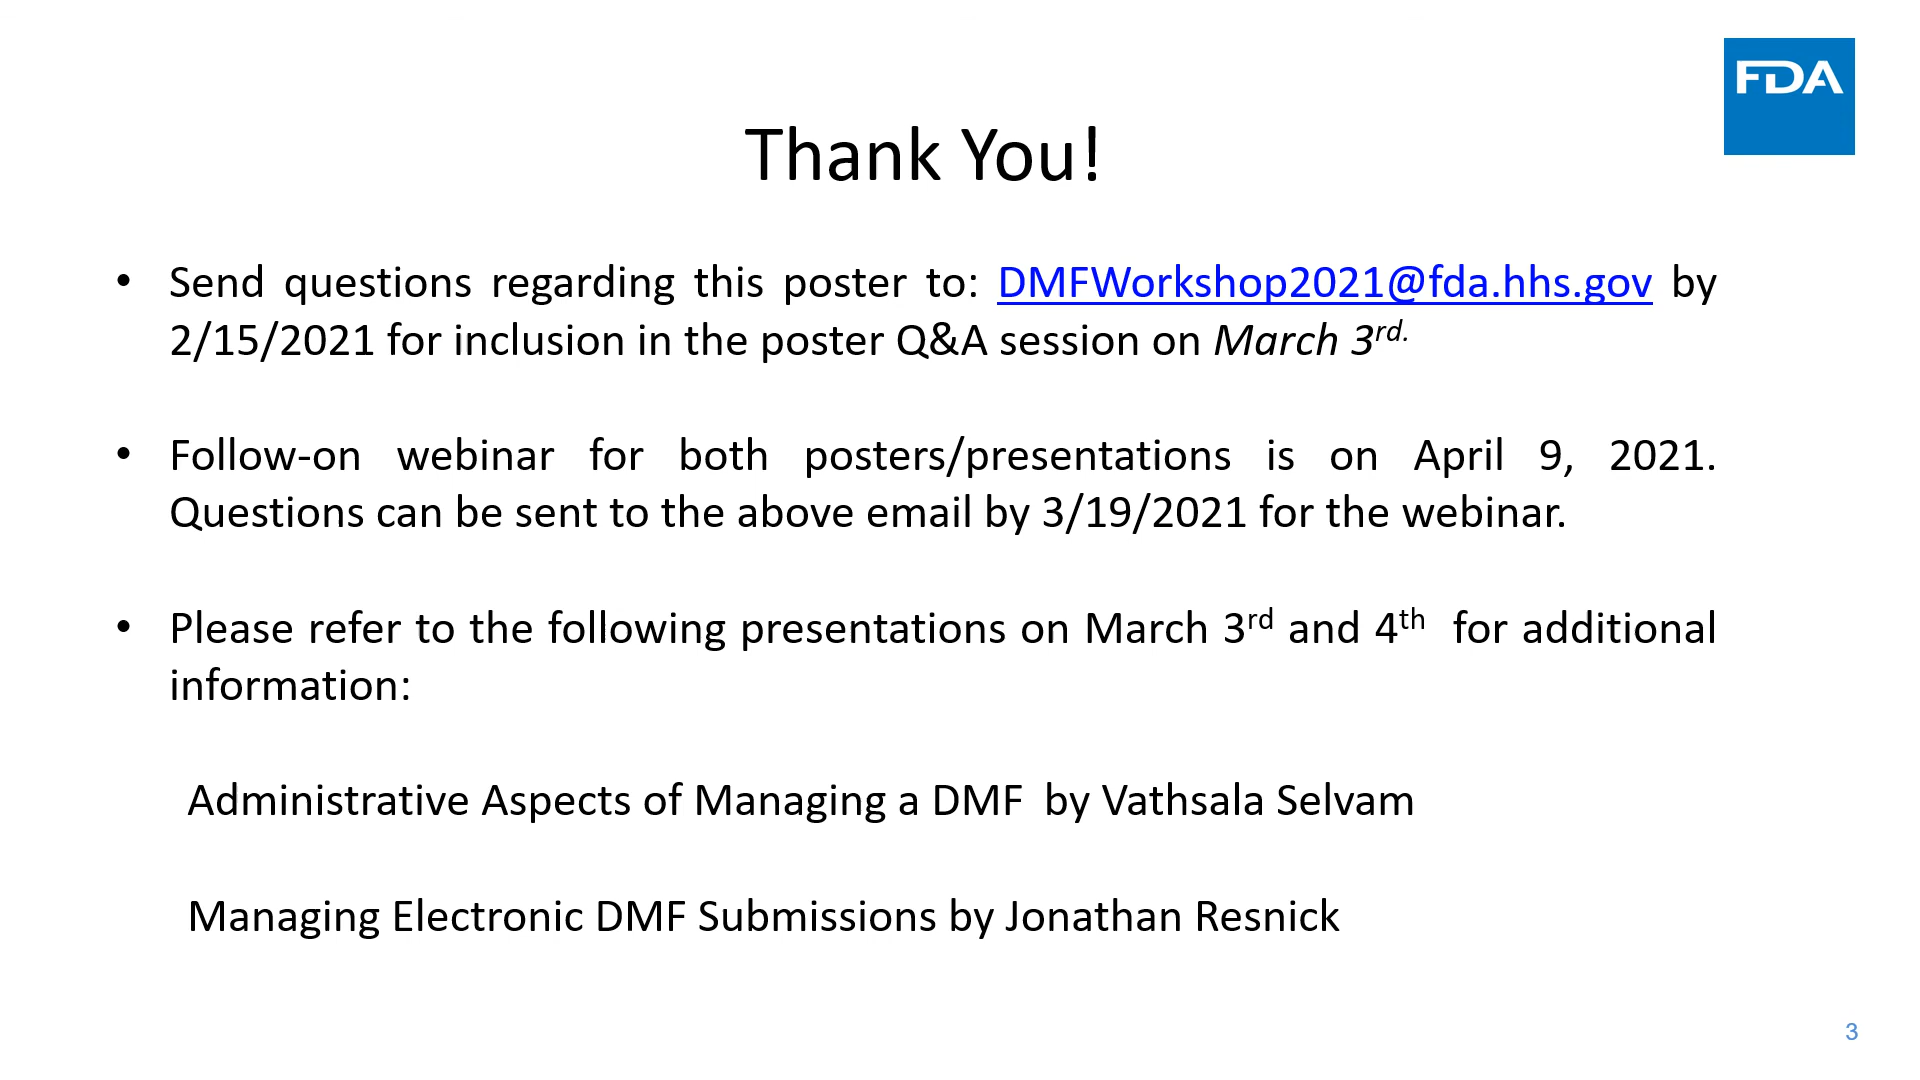 FDA
Thank You!
• Send questions regarding this poster to: DMFWorkshop2021@fda.hhs.gov by
2/15/2021 for inclusion in the poster Q&A session on March 3rd.
• Follow-on webinar for both posters/presentations is on April 9, 2021.
Questions can be sent to the above email by 3/19/2021 for the webinar.
• Please refer to the following presentations on March 3rd and 4th for additional
information:
Administrative Aspects of Managing a DMF by Vathsala Selvam
Managing Electronic DMF Submissions by Jonathan Resnick
3